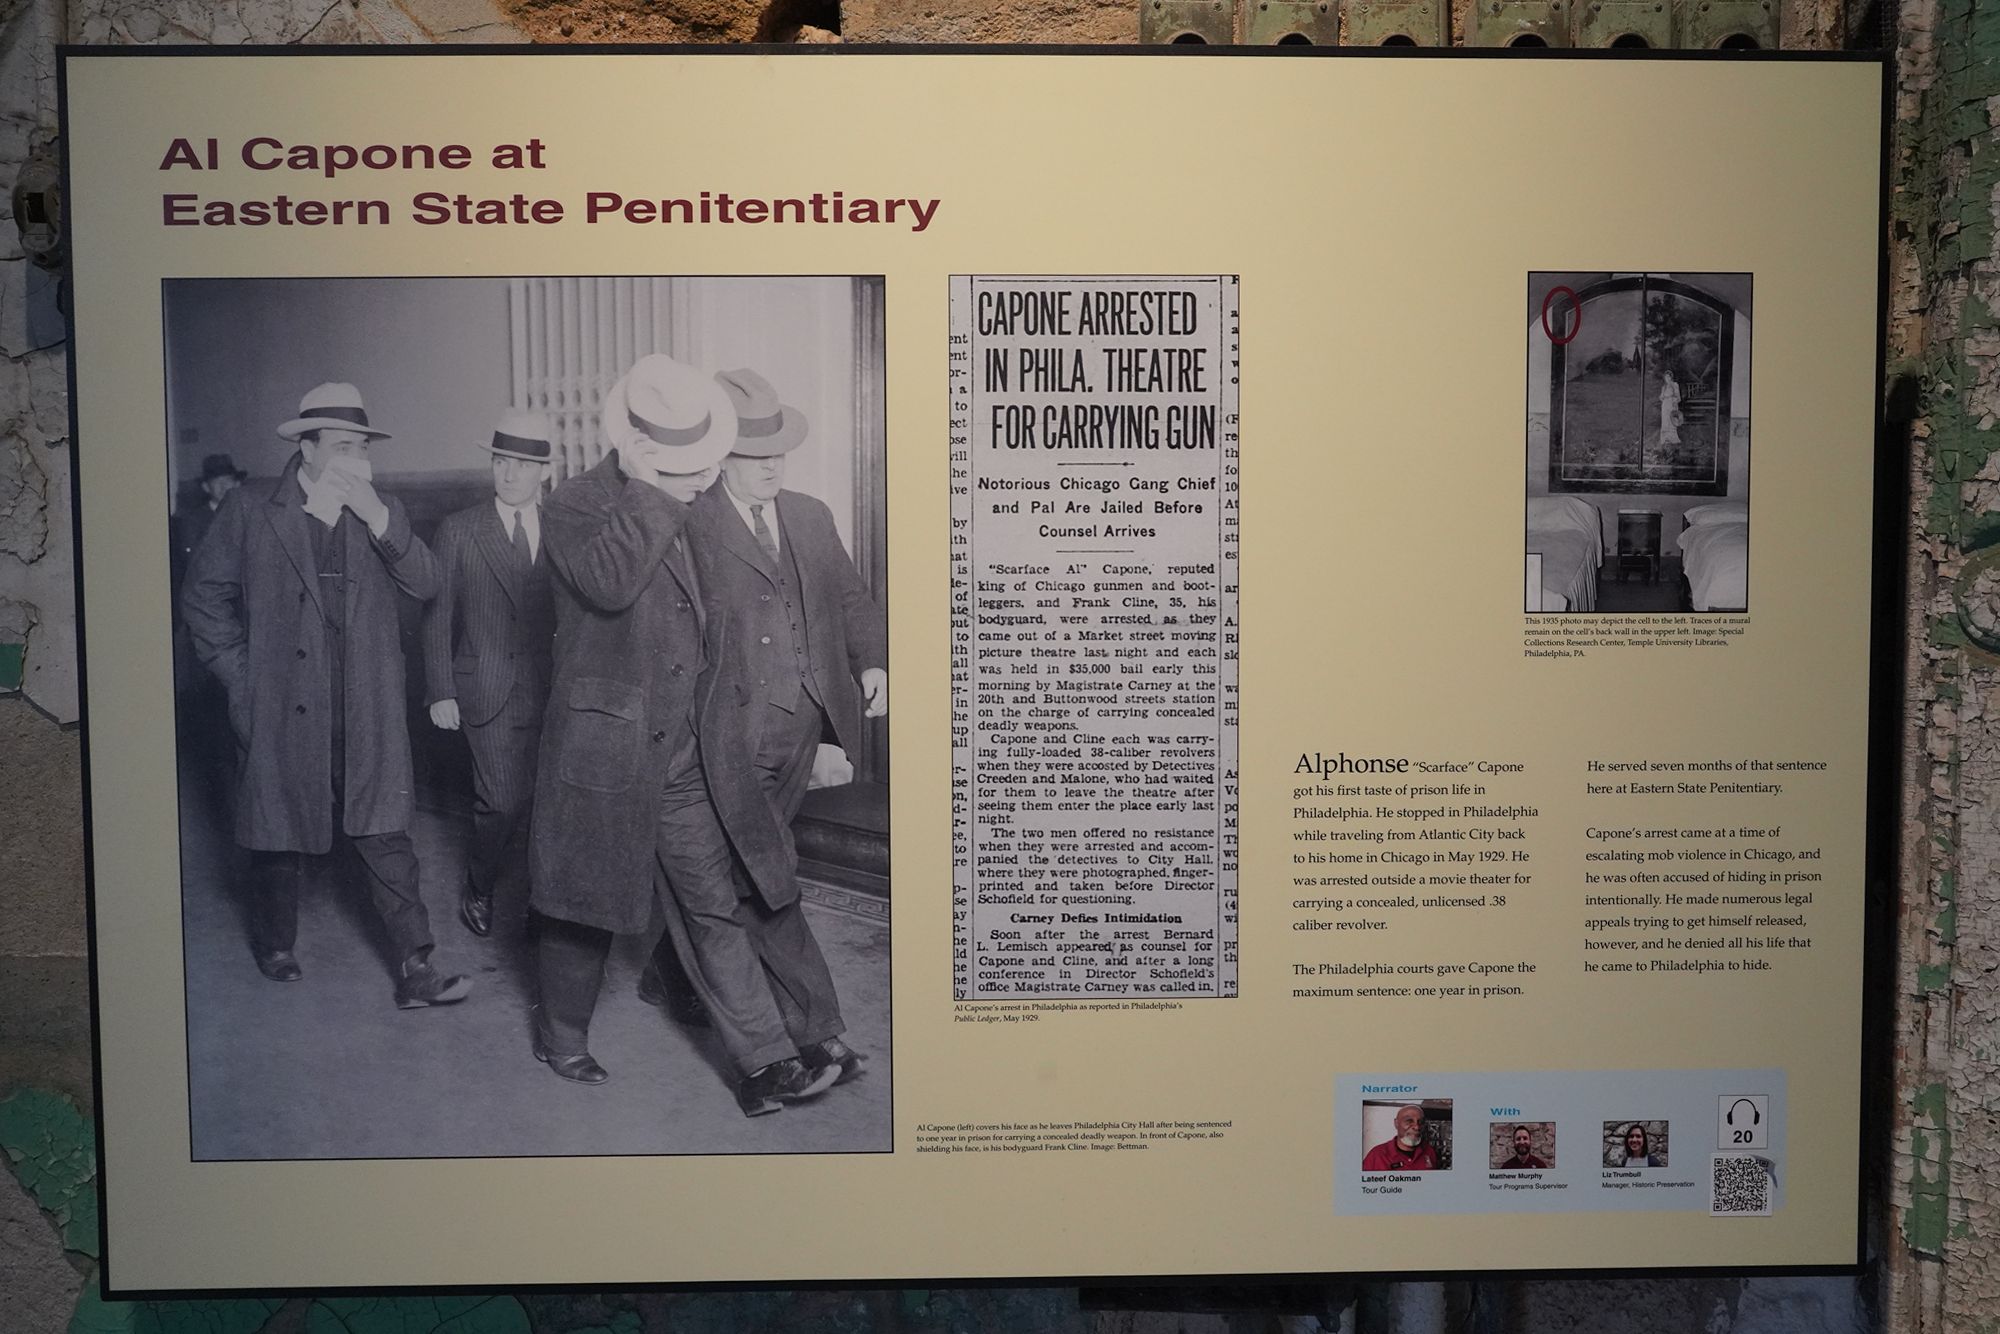 Al Capone at
Eastern State Penitentiary
CAPONE ARRESTED
IN PHILA. THEATRE
FOR CARRYING GUN
Notorious Chicago Gang Chief
and Pal Are Jailed Before
Counsel Arrives
"Scarface Al" Capone, reputed
king of Chicago gunmen and boot-
leggers, and Frank Cline, 35, his
bodyguard, were arrested as they
came out of a Market street moving
picture theatre last night and each
was held in $35,000 bail early this
morning by Magistrate Carney at the
20th and Buttonwood streets station
on the charge of carrying concealed
deadly weapons.
Capone and Cline each was carry-
ing fully-loaded 38-caliber revolvers
when they were accosted by Detectives
Creeden and Malone, who had waited
for them to leave the theatre after
seeing them enter the place early last
night.
The two men offered no resistance
when they were arrested and accom-
panied the detectives to City Hall,
where they were photographed, finger-
printed and taken before Director
Schofield for questioning.
Carney Defies Intimidation
Soon after the arrest Bernard
L. Lemisch appeared as counsel for
Capone and Cline, and after a long
conference in Director Schofield's
office Magistrate Carney was called in.
Al Capone's arrest in Philadelphia as reported in Philadelphia's
Public Ledger, May 1929.
Al Capone (left) covers his face as he leaves Philadelphia City Hall after being sentenced
to one year in prison for carrying a concealed deadly weapon. In front of Capone, also
shielding his face, is his bodyguard Frank Cline. Image: Bettman.
This 1935 photo may depict the cell to the left. Traces of a mural
remain on the cell's back wall in the upper left. Image: Special
Collections Research Center, Temple University Libraries,
Philadelphia, PA.
Alphonse "Scarface" Capone
got his first taste of prison life in
Philadelphia. He stopped in Philadelphia
while traveling from Atlantic City back
to his home in Chicago in May 1929. He
was arrested outside a movie theater for
carrying a concealed, unlicensed .38
caliber revolver.
The Philadelphia courts gave Capone the
maximum sentence: one year in prison.
He served seven months of that sentence
here at Eastern State Penitentiary.
Capone's arrest came at a time of
escalating mob violence in Chicago, and
he was often accused of hiding in prison
intentionally. He made numerous legal
appeals trying to get himself released,
however, and he denied all his life that
he came to Philadelphia to hide.
Narrator
Lateef Oakman
Tour Guide
With
Matthew Murphy
Tour Programs Supervisor
Liz Trumbull
Manager, Historic Preservation
20